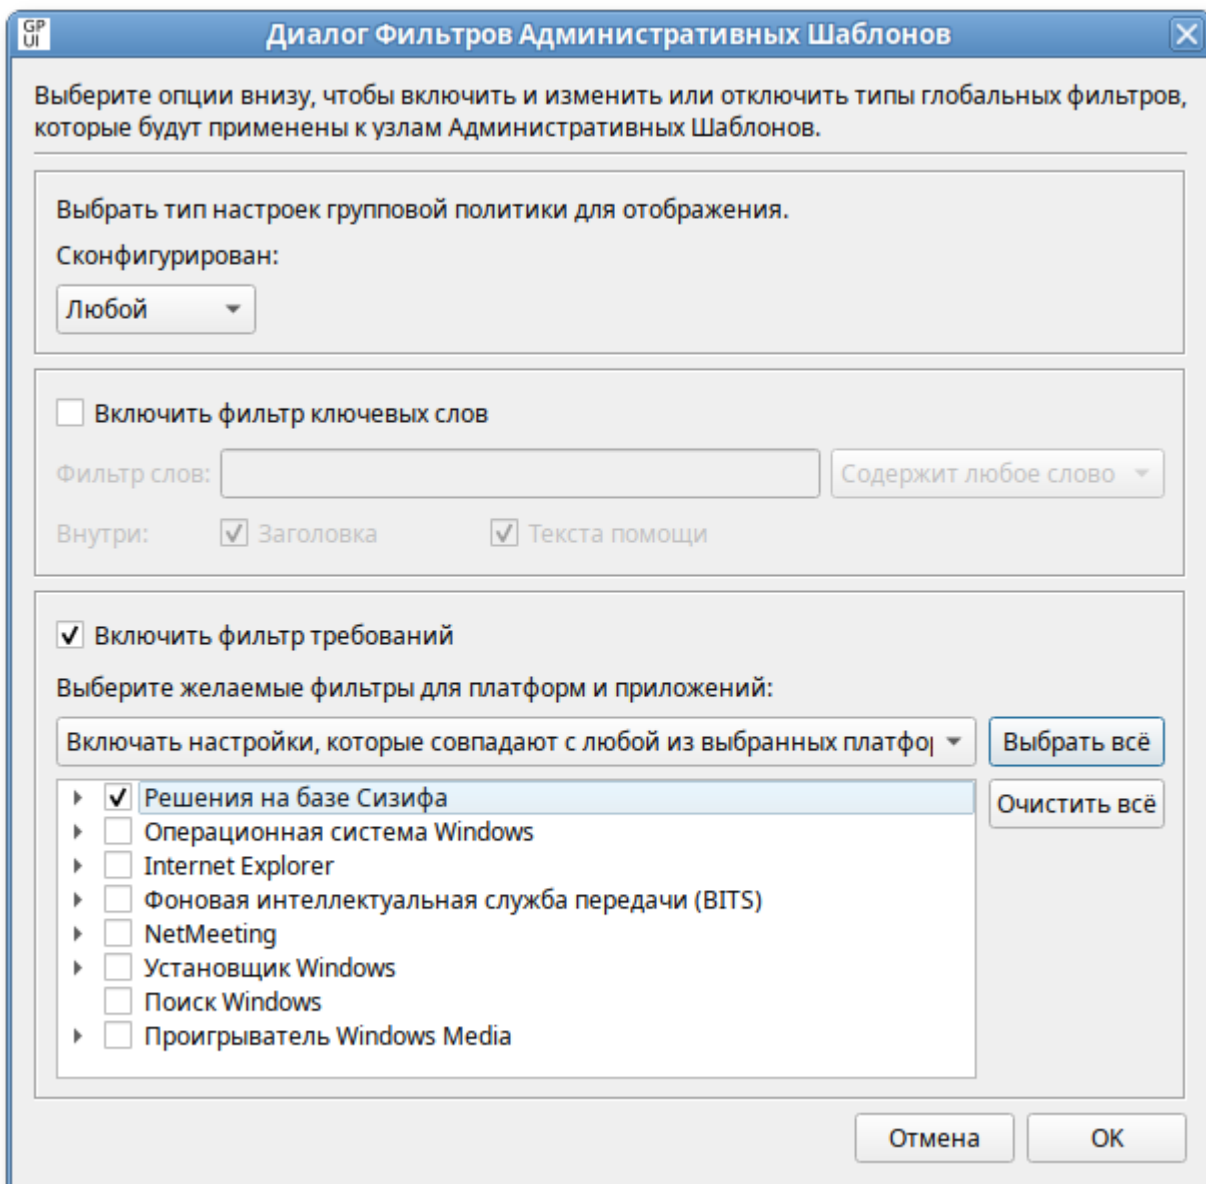 GP
UI
Диалог Фильтров Административных Шаблонов
Выберите опции внизу, чтобы включить и изменить или отключить типы глобальных фильтров,
которые будут применены к узлам Административных Шаблонов.
Выбрать тип настроек групповой политики для отображения.
Сконфигурирован:
Любой
Включить фильтр ключевых слов
Фильтр слов: Содержит любое слово
Внутри: Заголовка Текста помощи
Включить фильтр требований
Выберите желаемые фильтры для платформ и приложений:
Включать настройки, которые совпадают с любой из выбранных Выбрать всё
Решения на базе Сизифа
Очистить всё
Операционная система Windows
Internet Explorer
Фоновая интеллектуальная служба передачи (BITS)
NetMeeting
Установщик Windows
Поиск Windows
Проигрыватель Windows Media
Отмена OK